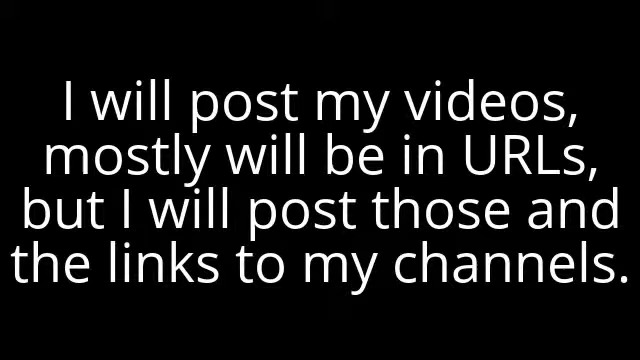 I will post my videos,
mostly will be in URLs,
but I will post those and
the links to my channels.